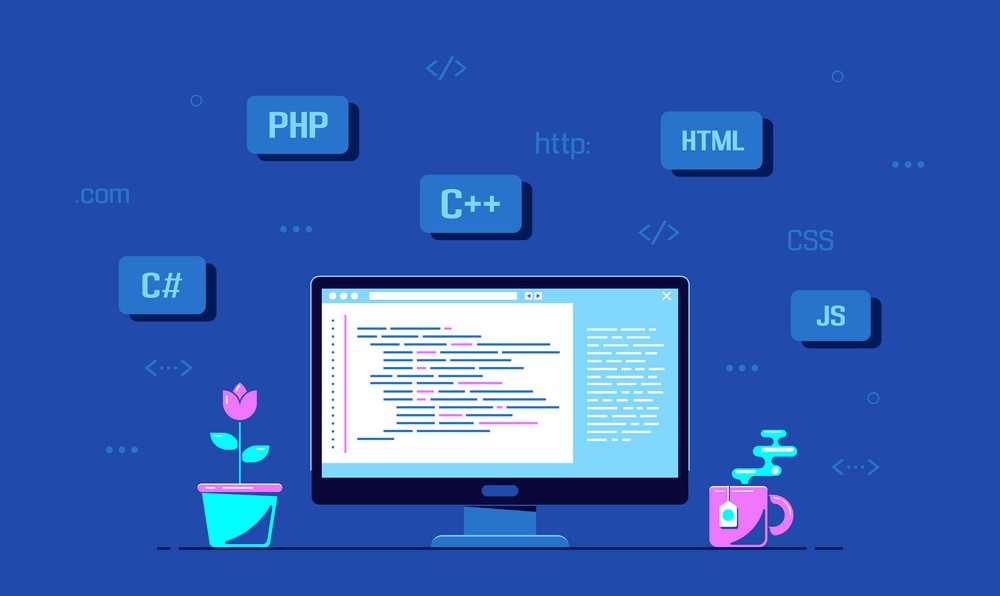 </>
PHP
http:
HTML
.com
C++
</>
CSS
C#
JS
<···>
<···>